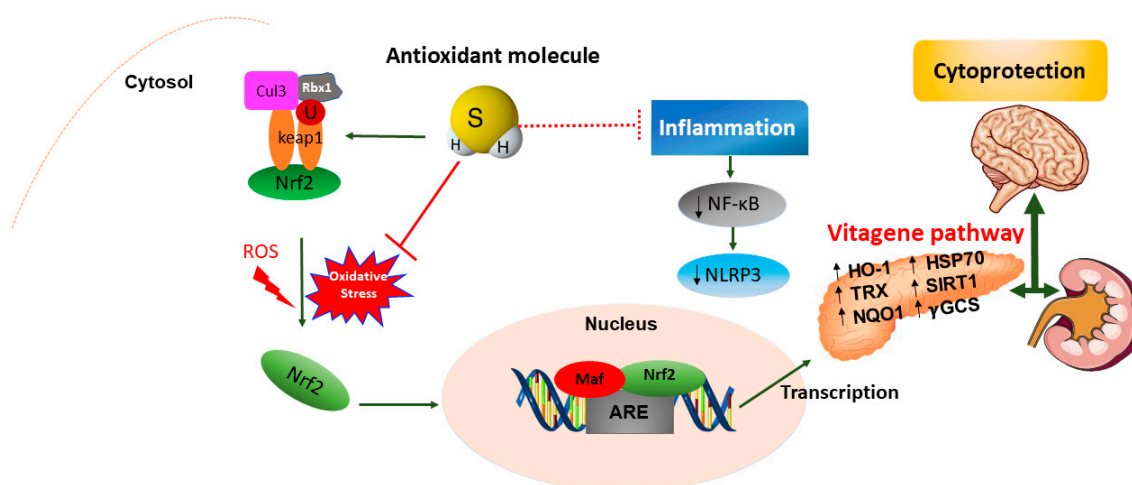 Antioxidant molecule
Cytosol
Cul3
Rbx1
U
keap1
Nrf2
S
H
H
Inflammation
↓ NF-κB
↓ NLRP3
ROS
Oxidative
Stress
Nrf2
Nucleus
Maf
Nrf2
ARE
Transcription
Cytoprotection
Vitagene pathway
↑ HO-1 ↑ HSP70
↑ TRX ↑ SIRT1
↑ NQO1 ↑ γGCS